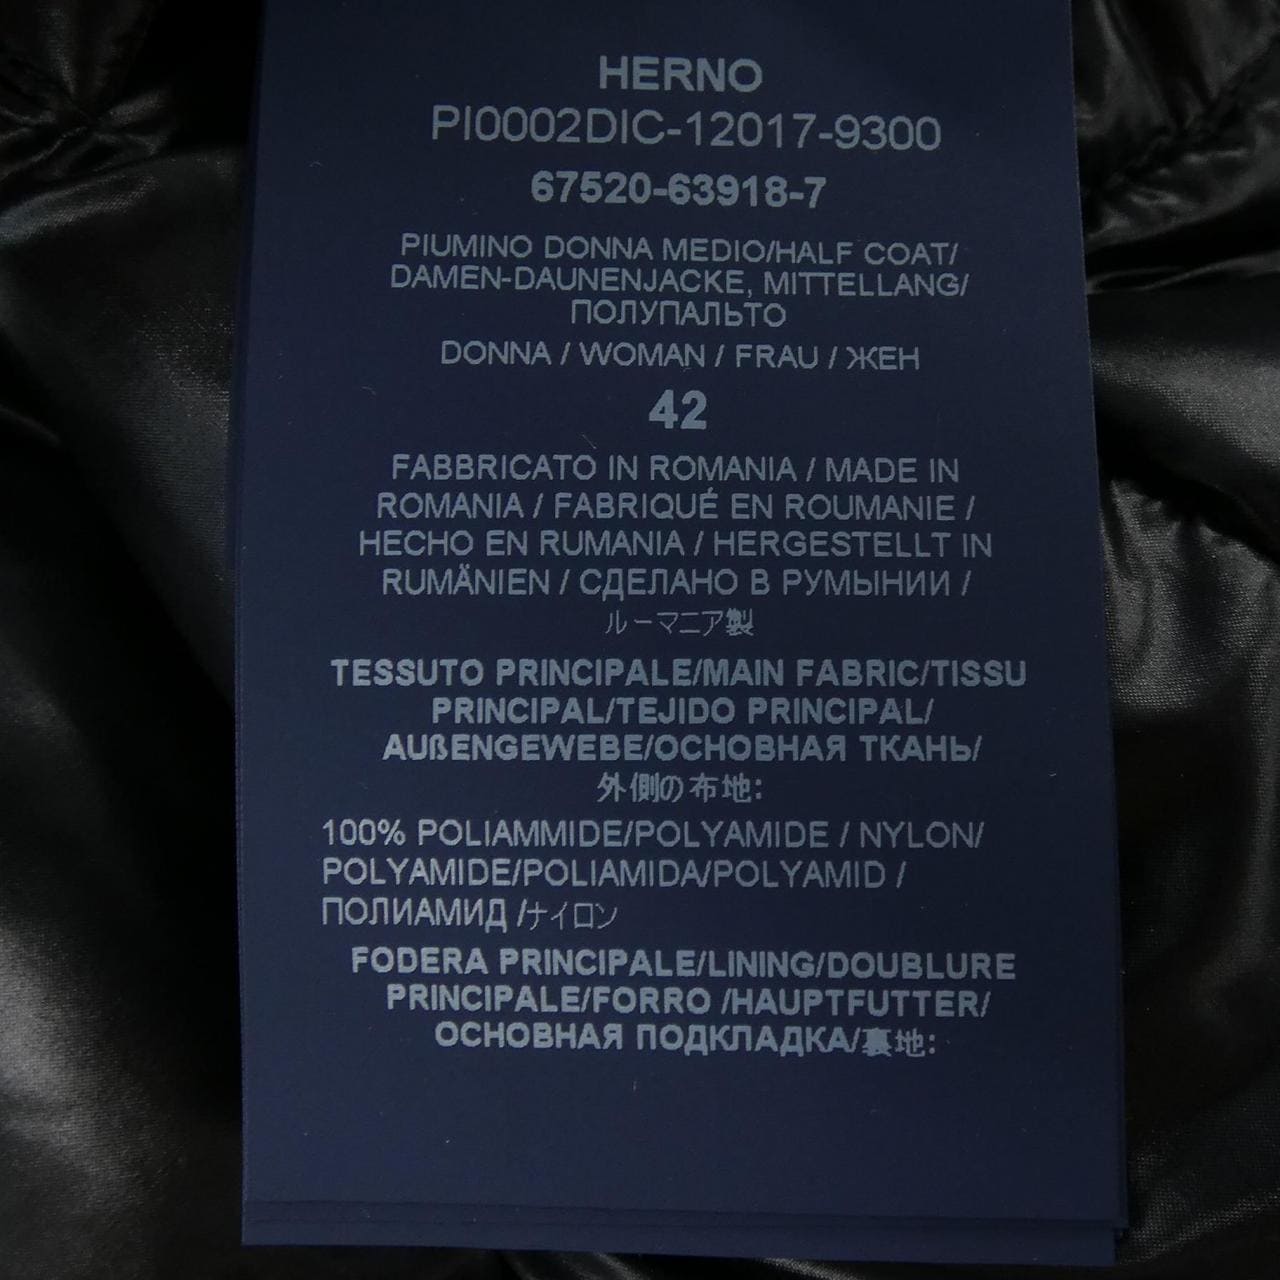 HERNO
PI0002DIC-12017-9300
67520-63918-7
PIUMINO DONNA MEDIO/HALF COAT/
DAMEN-DAUNENJACKE, MITTELLANG/
ПОЛУПАЛЬТО
DONNA / WOMAN / FRAU / ЖЕН
42
FABBRICATO IN ROMANIA / MADE IN
ROMANIA / FABRIQUÉ EN ROUMANIE /
HECHO EN RUMANIA / HERGESTELLT IN
RUMÄNIEN / СДЕЛАНО В РУМЫНИИ /
ルーマニア製
TESSUTO PRINCIPALE/MAIN FABRIC/TISSU
PRINCIPAL/TEJIDO PRINCIPAL/
AUßENGEWEBE/ОСНОВНАЯ ТКАНЬ/
外側の布地:
100% POLIAMMIDE/POLYAMIDE / NYLON/
POLYAMIDE/POLIAMIDA/POLYAMID /
ПОЛИАМИД /ナイロン
FODERA PRINCIPALE/LINING/DOUBLURE
PRINCIPALE/FORRO /HAUPTFUTTER/
ОСНОВНАЯ ПОДКЛАДКА/裏地: